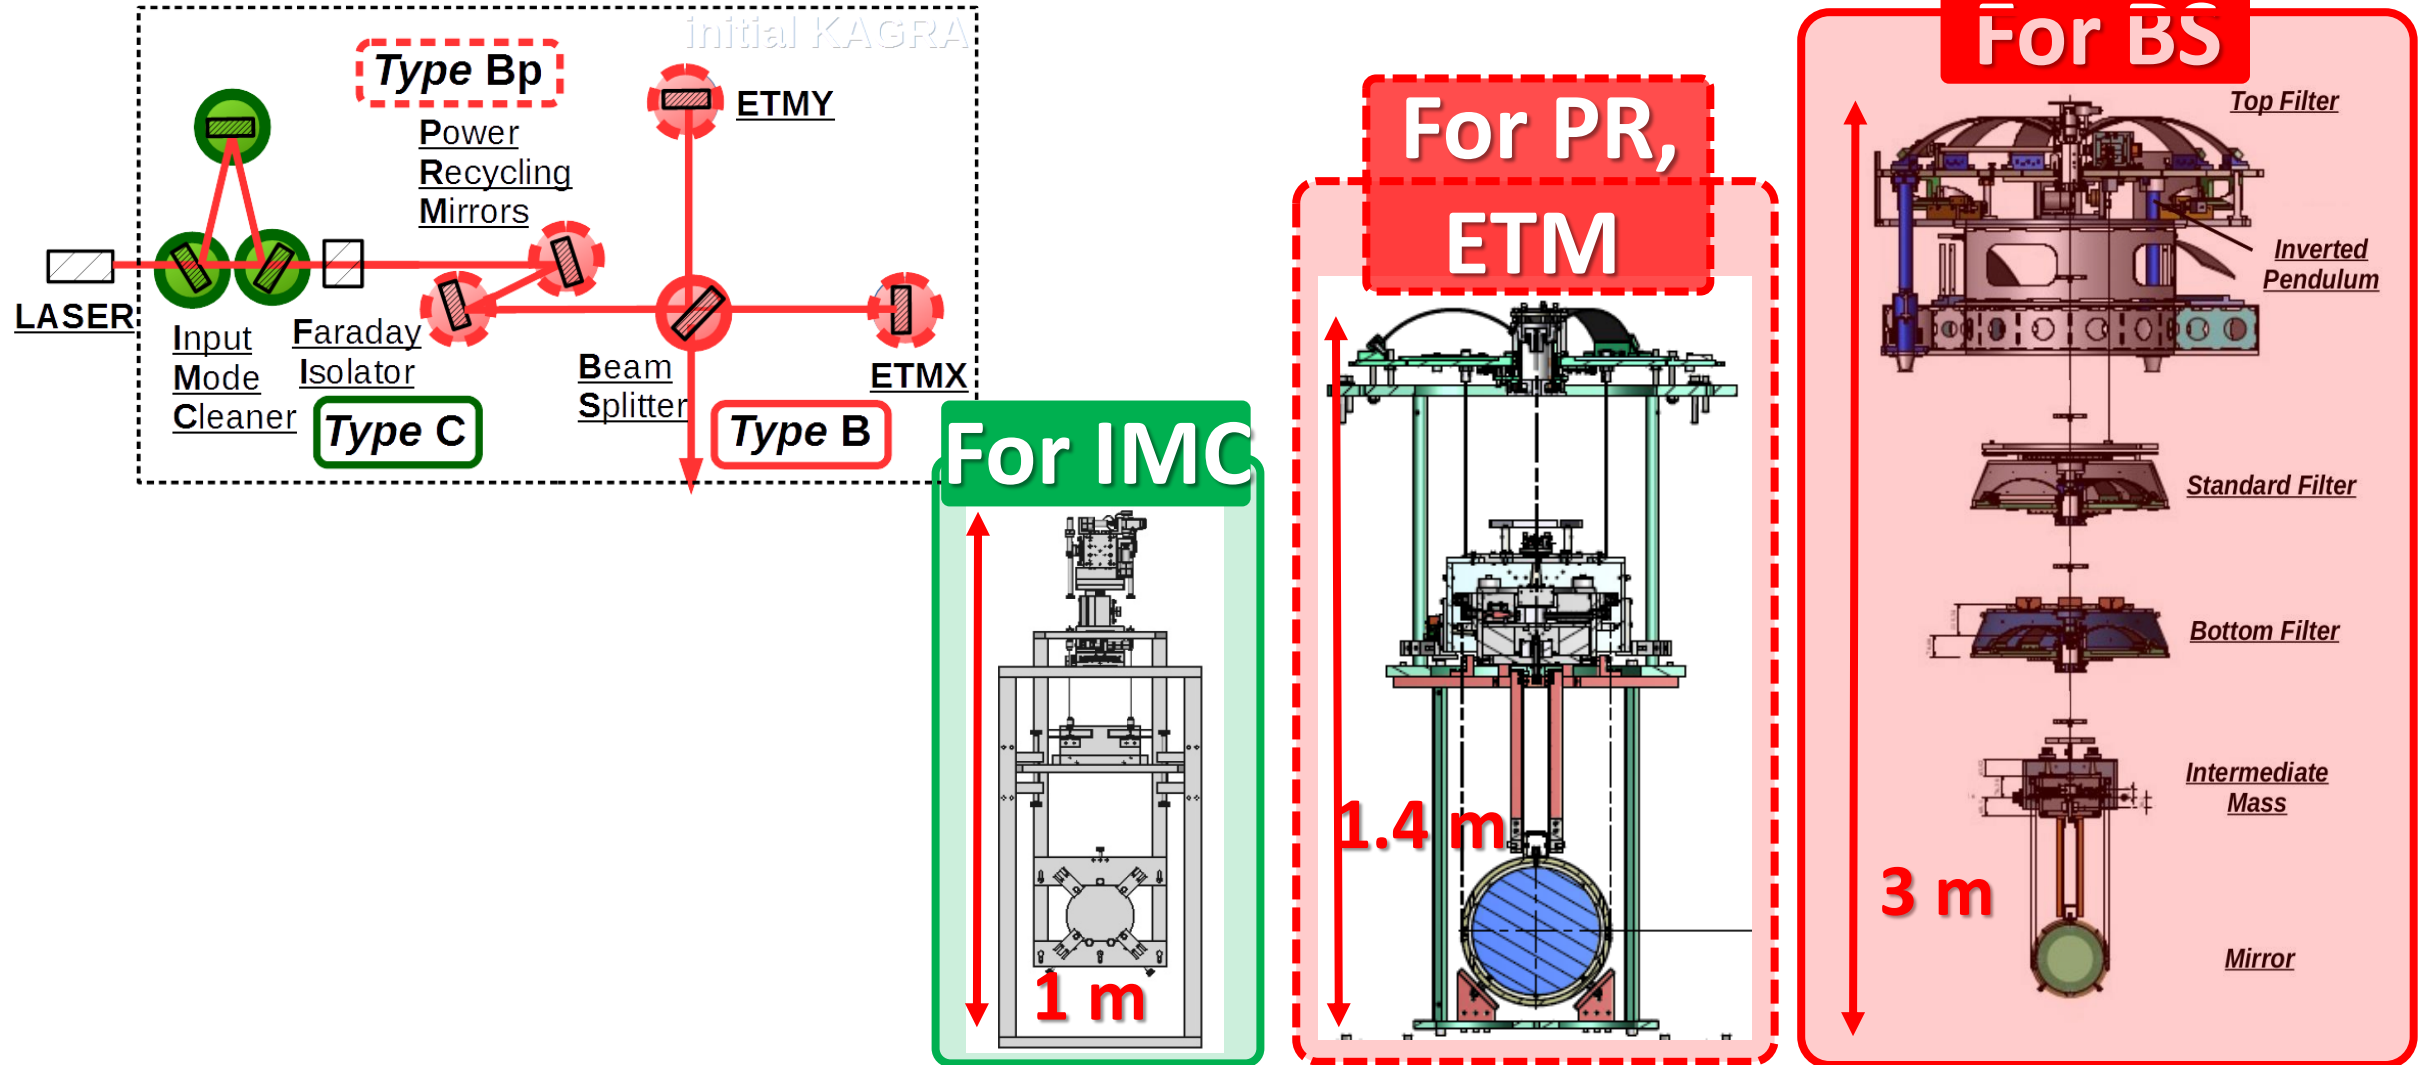 initial KAGRA
Type Bp
Power
Recycling
Mirrors
ETMY
LASER
Input
Mode
Cleaner
Faraday
Isolator
Type C
Beam
Splitter
Type B
ETMX
For IMC
1 m
For PR,
ETM
1.4 m
For BS
Top Filter
Inverted
Pendulum
Standard Filter
Bottom Filter
Intermediate
Mass
3 m
Mirror